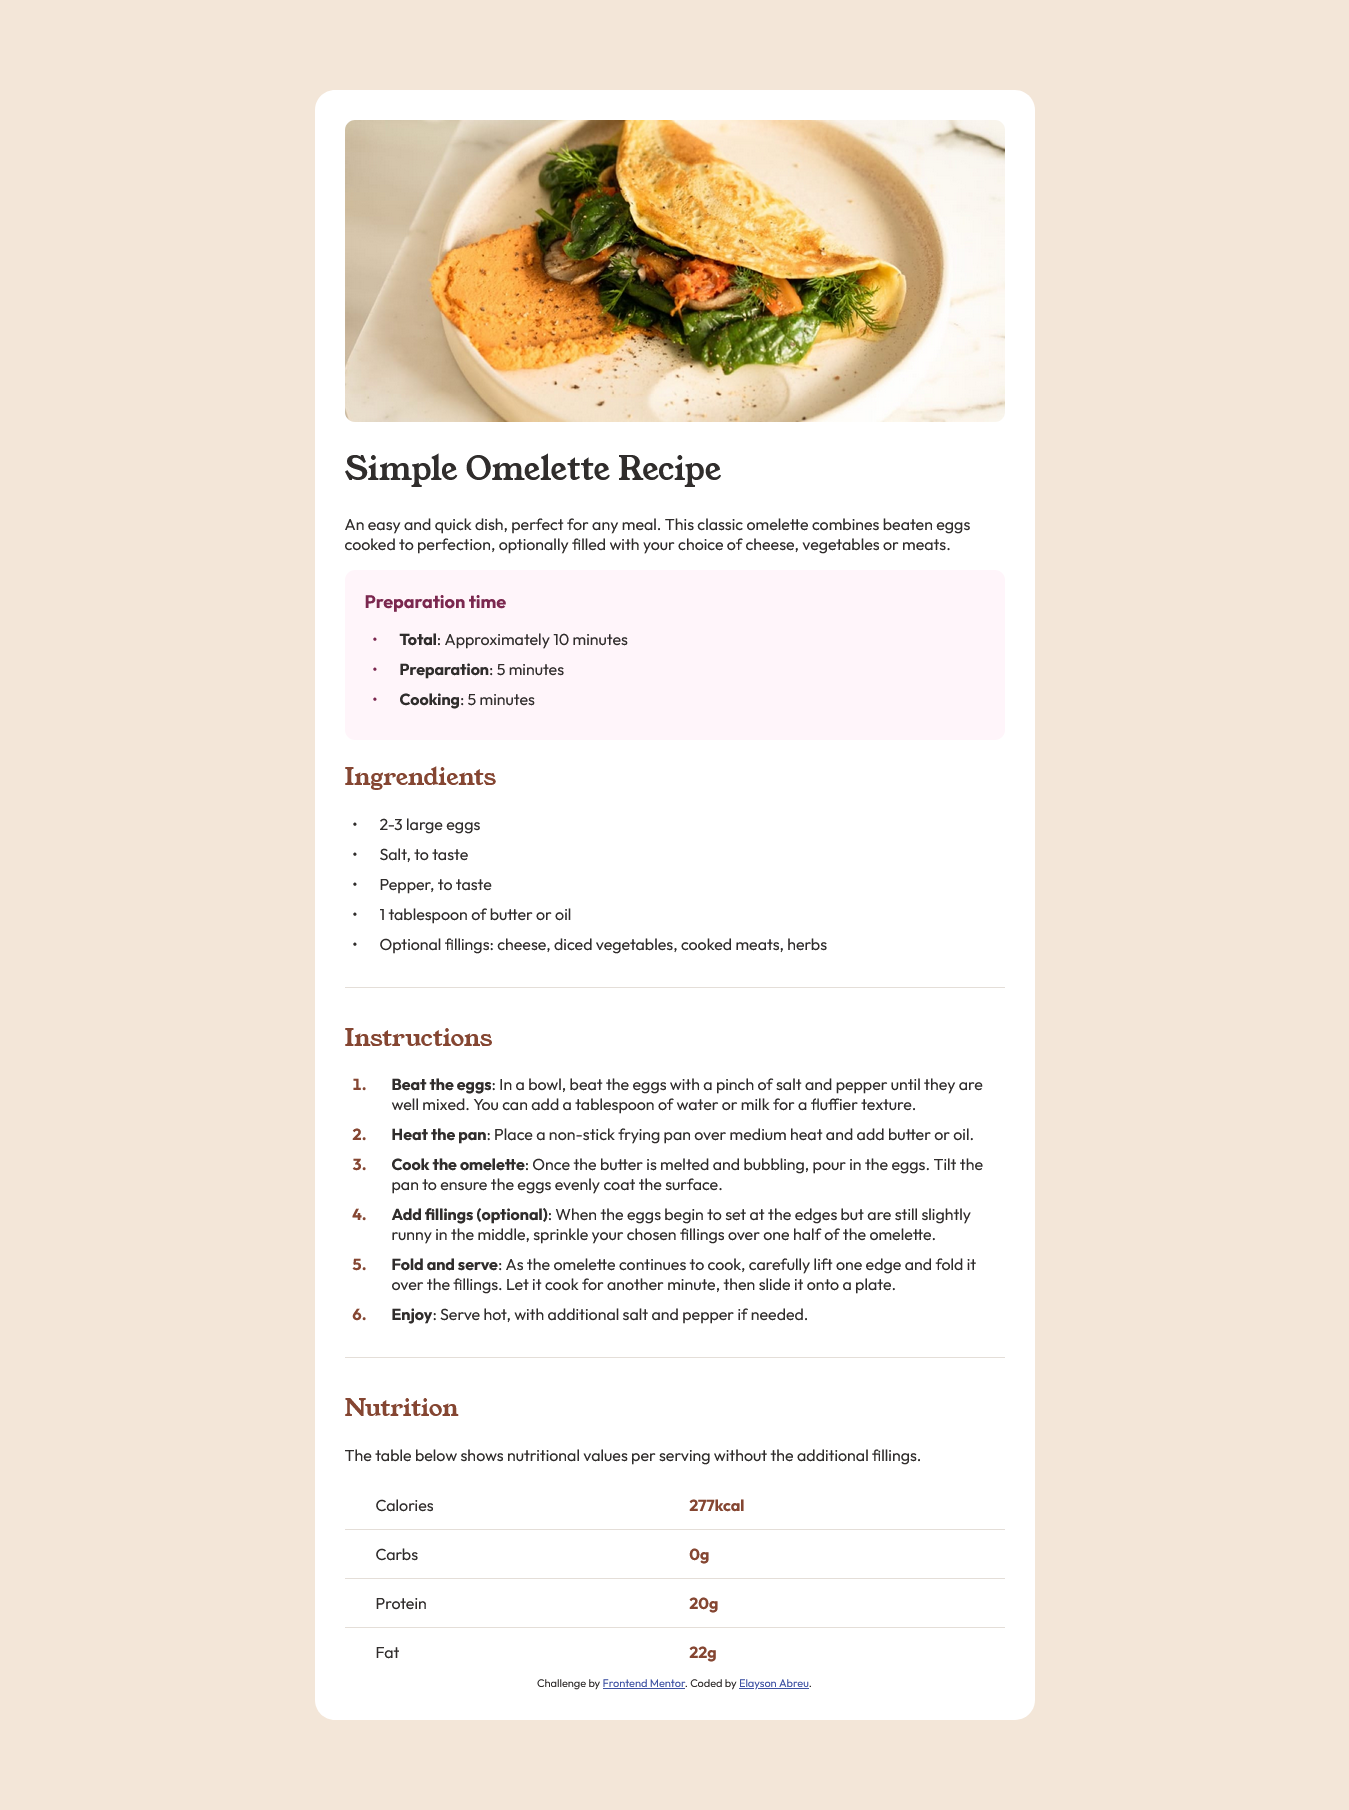 Simple Omelette Recipe
An easy and quick dish, perfect for any meal. This classic omelette combines beaten eggs
cooked to perfection, optionally filled with your choice of cheese, vegetables or meats.
Preparation time
• Total: Approximately 10 minutes
• Preparation: 5 minutes
• Cooking: 5 minutes
Ingrendients
• 2-3 large eggs
• Salt, to taste
• Pepper, to taste
• 1 tablespoon of butter or oil
• Optional fillings: cheese, diced vegetables, cooked meats, herbs
Instructions
1. Beat the eggs: In a bowl, beat the eggs with a pinch of salt and pepper until they are
well mixed. You can add a tablespoon of water or milk for a fluffier texture.
2. Heat the pan: Place a non-stick frying pan over medium heat and add butter or oil.
3. Cook the omelette: Once the butter is melted and bubbling, pour in the eggs. Tilt the
pan to ensure the eggs evenly coat the surface.
4. Add fillings (optional): When the eggs begin to set at the edges but are still slightly
runny in the middle, sprinkle your chosen fillings over one half of the omelette.
5. Fold and serve: As the omelette continues to cook, carefully lift one edge and fold it
over the fillings. Let it cook for another minute, then slide it onto a plate.
6. Enjoy: Serve hot, with additional salt and pepper if needed.
Nutrition
The table below shows nutritional values per serving without the additional fillings.
Calories 277kcal
Carbs 0g
Protein 20g
Fat 22g
Challenge by Frontend Mentor. Coded by Elayson Abreu.